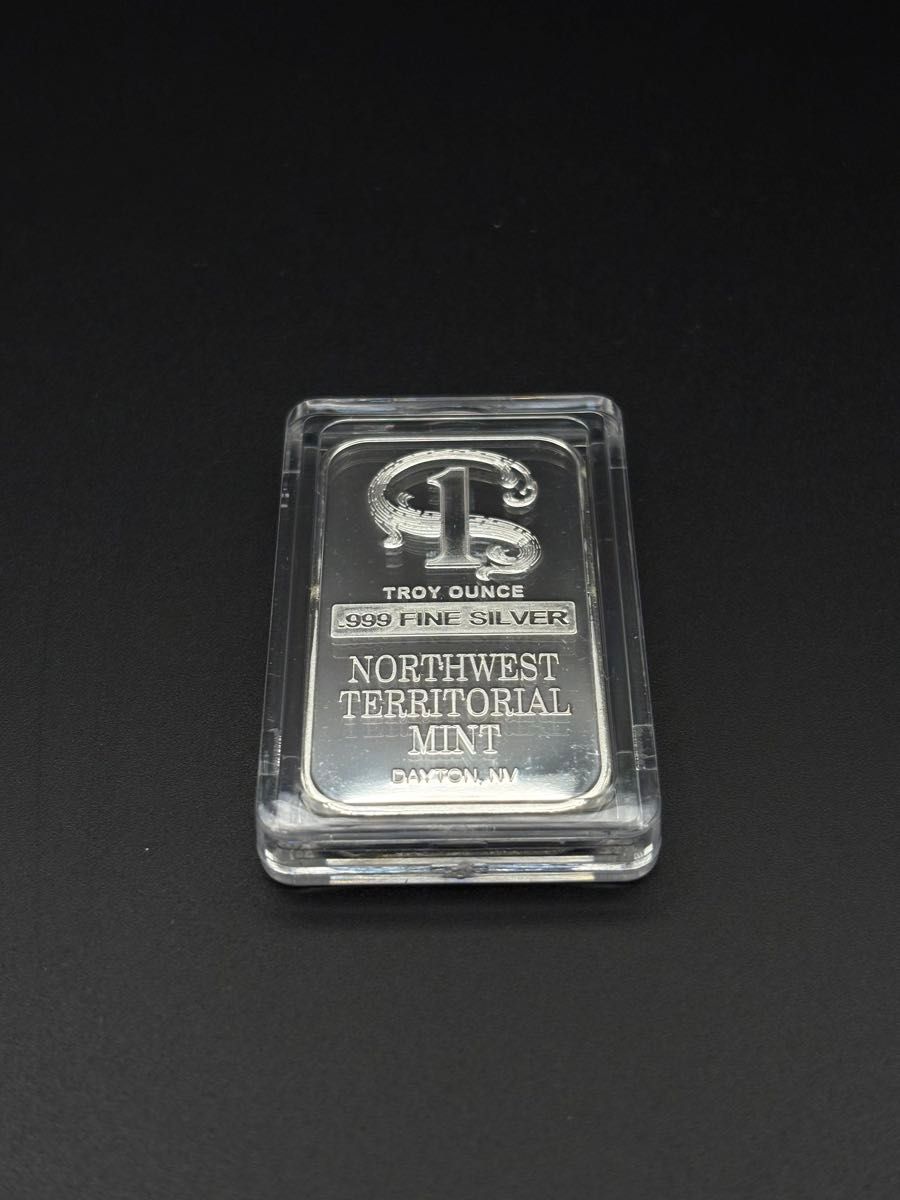 1
TROY OUNCE
.999 FINE SILVER
NORTHWEST
TERRITORIAL
MINT
DAYTON, NV